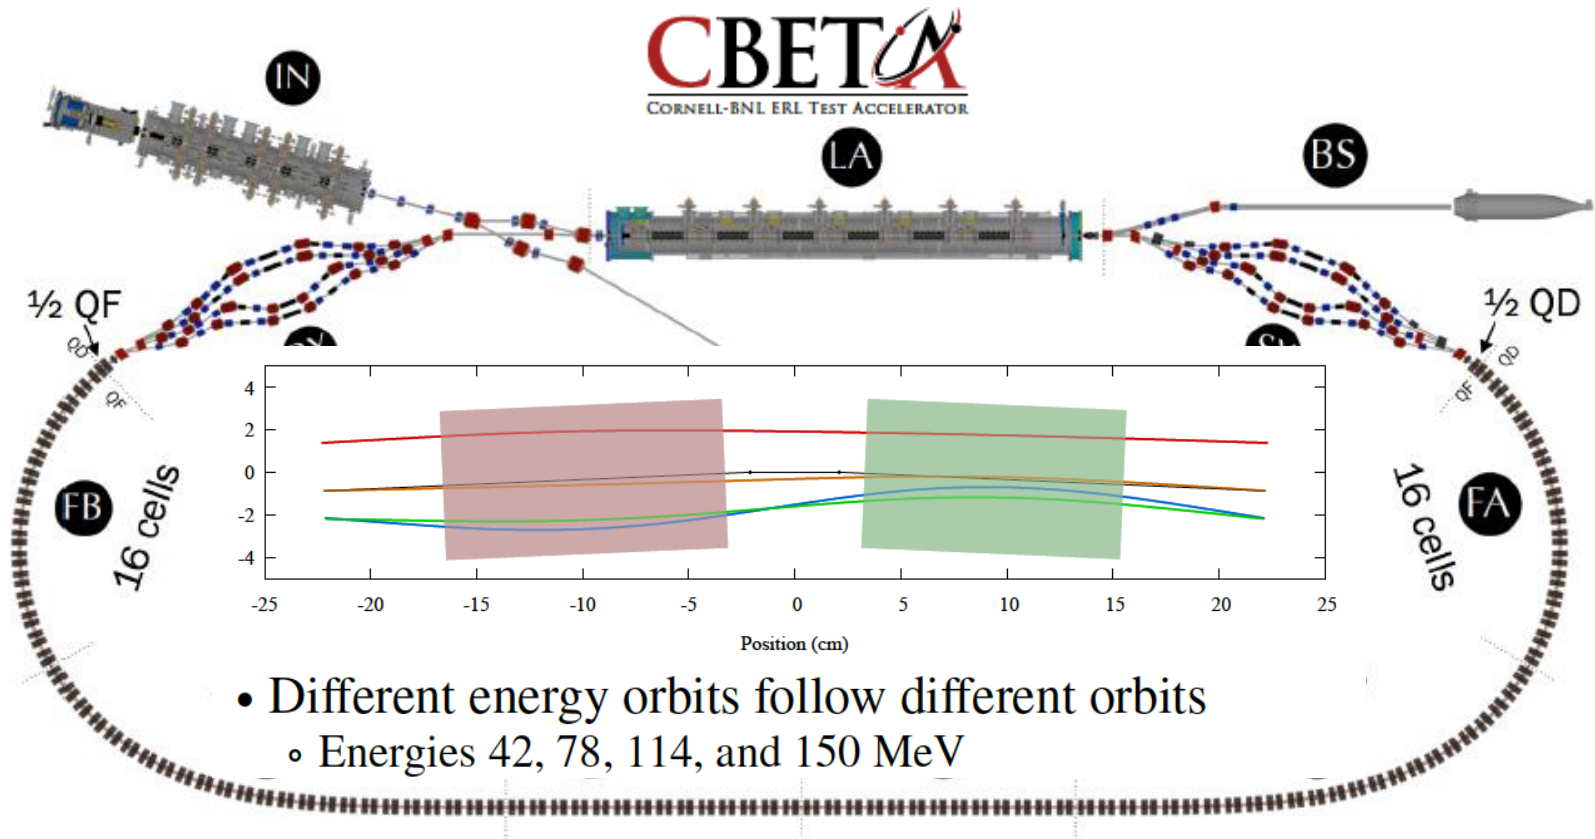 CBETA
CORNELL-BNL ERL TEST ACCELERATOR
IN
LA
BS
½ QF
½ QD
QD
QF
QD
QF
FB
16 cells
FA
16 cells
4
2
0
-2
-4
-25 -20 -15 -10 -5 0 5 10 15 20 25
Position (cm)
• Different energy orbits follow different orbits
∘ Energies 42, 78, 114, and 150 MeV